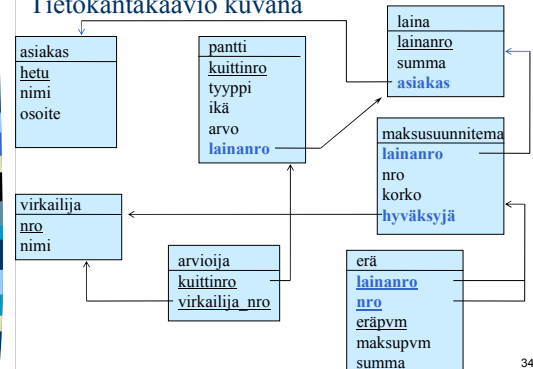 Tietokantakaavio kuvana
asiakas
hetu
nimi
osoite
pantti
kuittinro
tyyppi
ikä
arvo
lainanro
laina
lainanro
summa
asiakas
maksusuunnitema
lainanro
nro
korko
hyväksyjä
virkailija
nro
nimi
arvioija
kuittinro
virkailija_nro
erä
lainanro
nro
eräpvm
maksupvm
summa
34